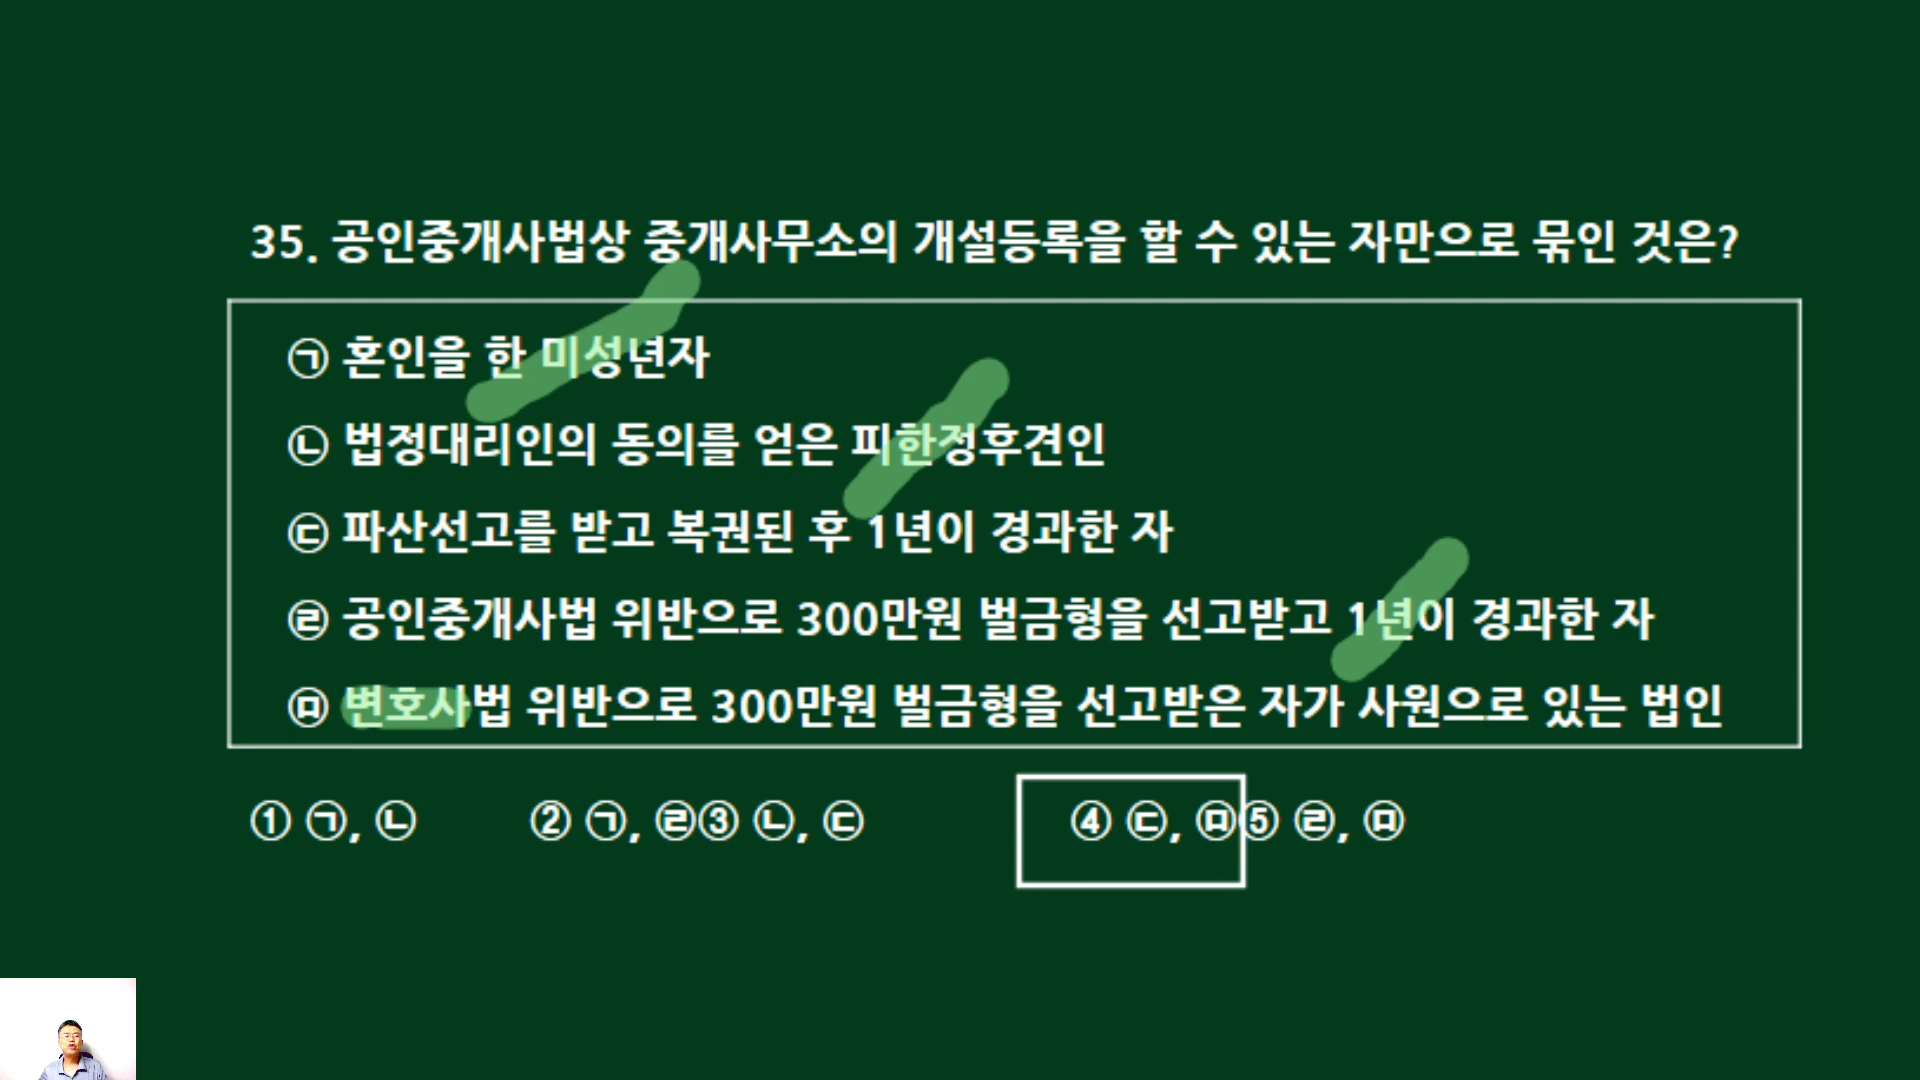 35. 공인중개사법상 중개사무소의 개설등록을 할 수 있는 자만으로 묶인 것은?
㉠ 혼인을 한 미성년자
㉡ 법정대리인의 동의를 얻은 피한정후견인
㉢ 파산선고를 받고 복권된 후 1년이 경과한 자
㉣ 공인중개사법 위반으로 300만원 벌금형을 선고받고 1년이 경과한 자
㉤ 변호사법 위반으로 300만원 벌금형을 선고받은 자가 사원으로 있는 법인
① ㉠, ㉡ ② ㉠, ㉣③ ㉡, ㉢ ④ ㉢, ㉤⑤ ㉣, ㉤